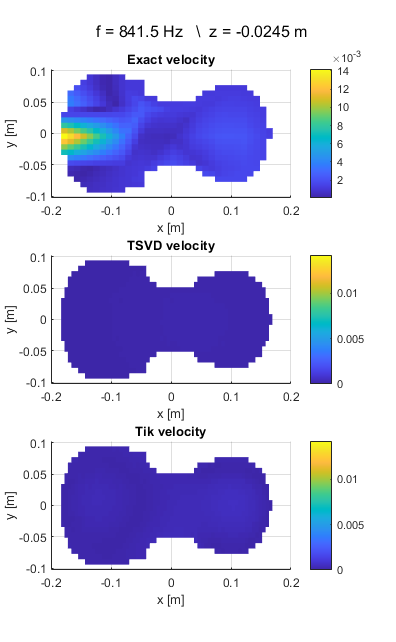 f = 841.5 Hz \ z = -0.0245 m
Exact velocity
×10⁻³
0.1
0.05
0
-0.05
-0.1
y [m]
-0.2 -0.1 0 0.1 0.2
x [m]
14
12
10
8
6
4
2
TSVD velocity
0.1
0.05
0
-0.05
-0.1
y [m]
-0.2 -0.1 0 0.1 0.2
x [m]
0.01
0.005
0
Tik velocity
0.1
0.05
0
-0.05
-0.1
y [m]
-0.2 -0.1 0 0.1 0.2
x [m]
0.01
0.005
0